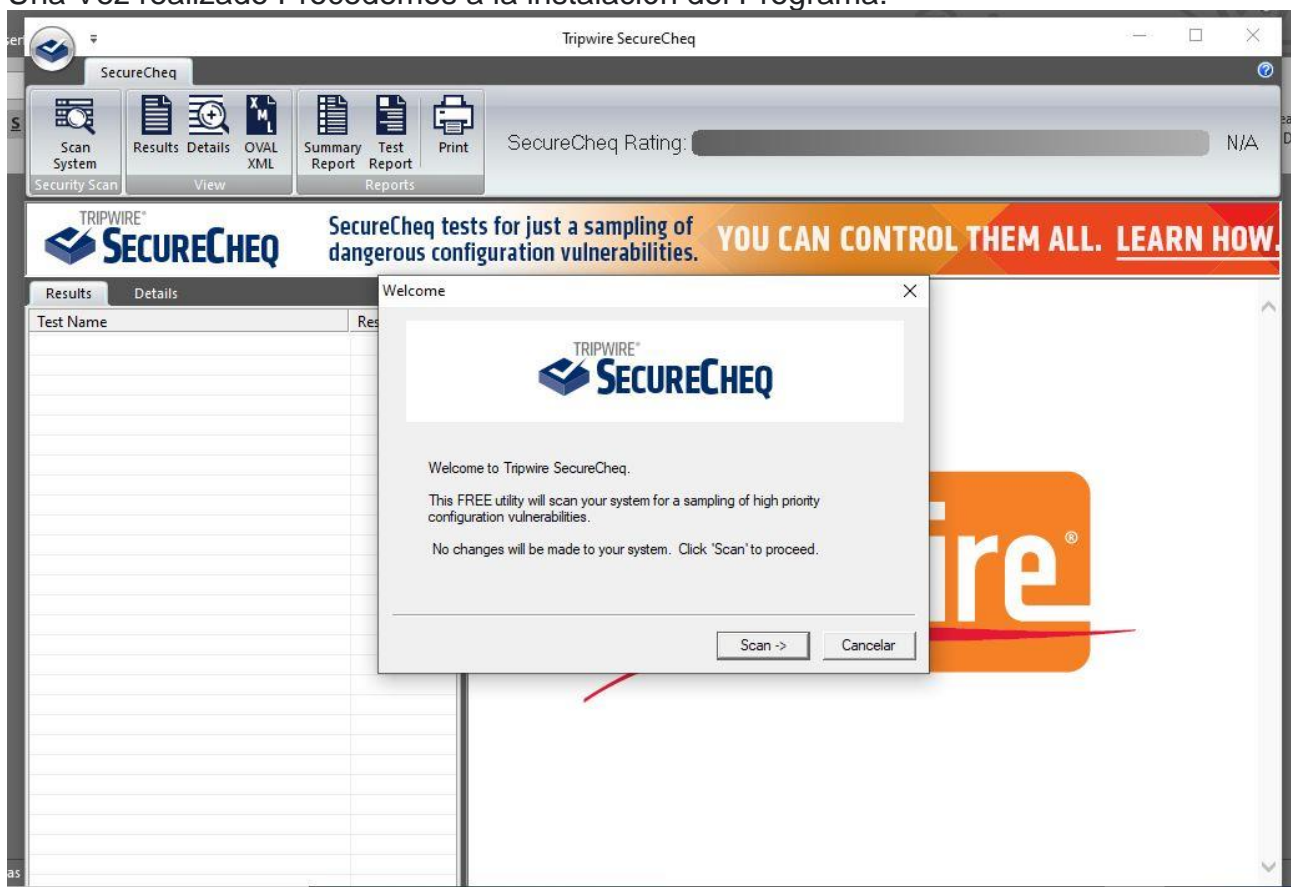 Una Vez realizado Procedemos a la instalación del Programa.
Tripwire SecureCheq
SecureCheq
Scan System
Results Details OVAL XML
Summary Report Test Report Print
SecureCheq Rating: N/A
Security Scan View Reports
TRIPWIRE®
SECURECHEQ
SecureCheq tests for just a sampling of
dangerous configuration vulnerabilities.
YOU CAN CONTROL THEM ALL. LEARN HOW.
Results Details
Test Name Res
Welcome
TRIPWIRE®
SECURECHEQ
Welcome to Tripwire SecureCheq.
This FREE utility will scan your system for a sampling of high priority
configuration vulnerabilities.
No changes will be made to your system. Click 'Scan' to proceed.
Scan -> Cancelar
ire®